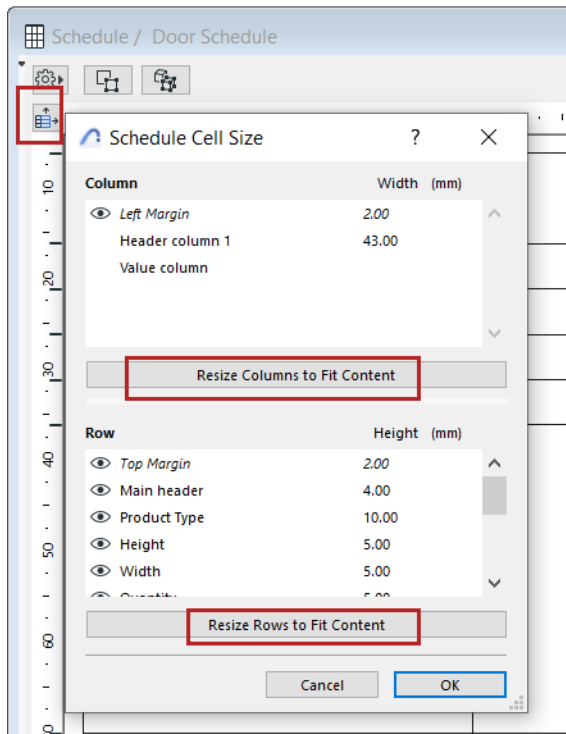 Schedule / Door Schedule
Schedule Cell Size ?
Column Width (mm)
Left Margin 2.00
Header column 1 43.00
Value column
Resize Columns to Fit Content
Row Height (mm)
Top Margin 2.00
Main header 4.00
Product Type 10.00
Height 5.00
Width 5.00
Quantity 5.00
Resize Rows to Fit Content
Cancel OK
10
20
30
40
50
60